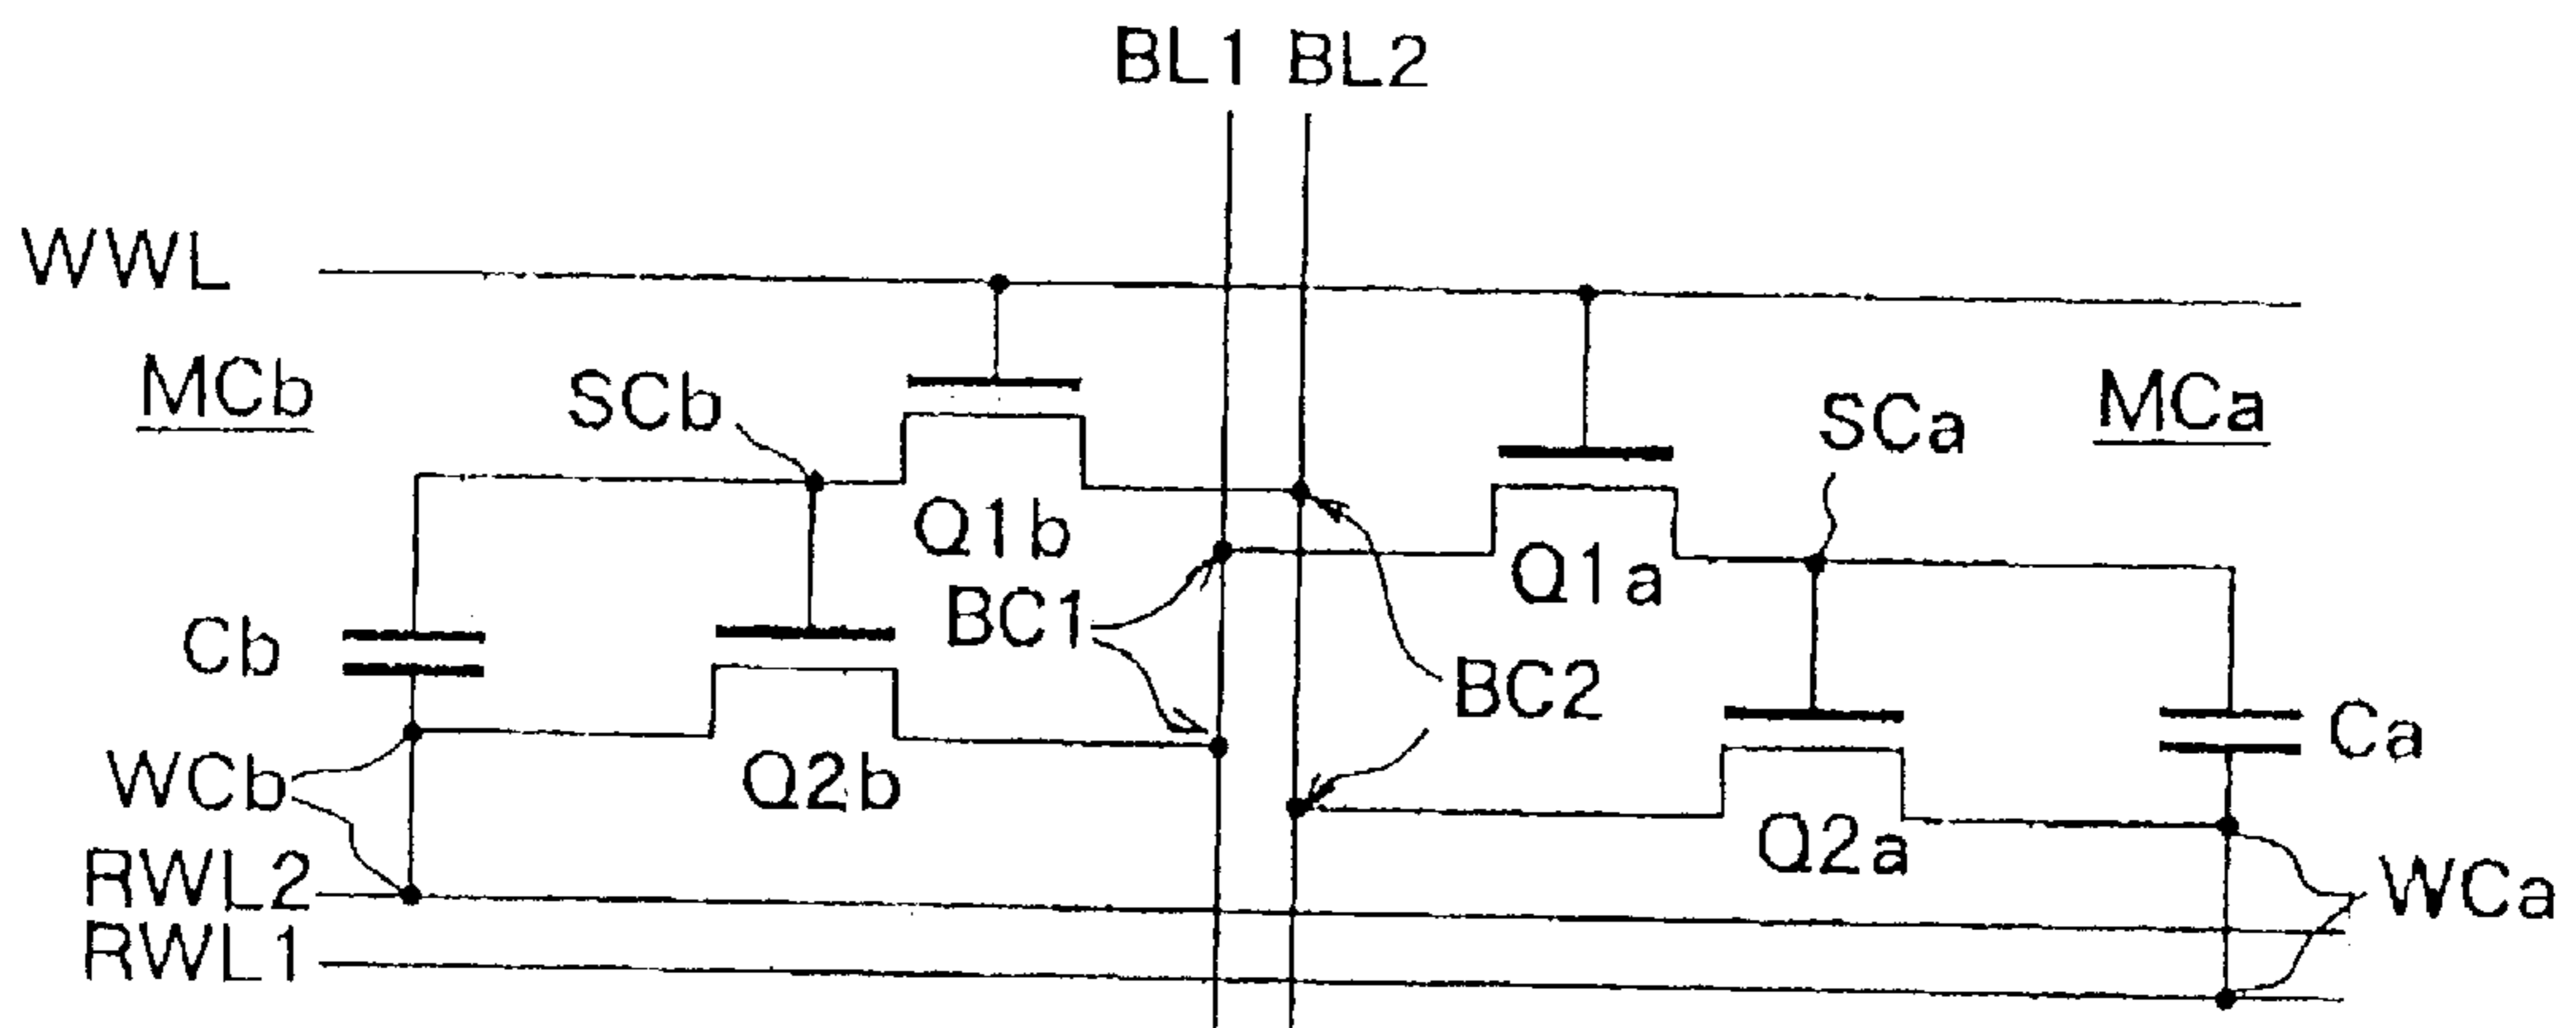 BL1 BL2
WWL
MCb
SCb
SCa
MCa
Q1b
Q1a
BC1
Cb
BC2
Ca
WCb
Q2b
Q2a
RWL2
WCa
RWL1